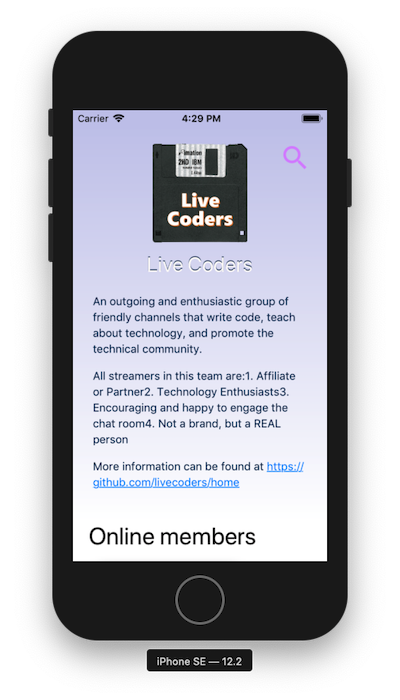 Carrier 4:29 PM
imation
2HD IBM
Live
Coders
Live Coders
An outgoing and enthusiastic group of
friendly channels that write code, teach
about technology, and promote the
technical community.
All streamers in this team are:1. Affiliate
or Partner2. Technology Enthusiasts3.
Encouraging and happy to engage the
chat room4. Not a brand, but a REAL
person
More information can be found at https://
github.com/livecoders/home
Online members
iPhone SE — 12.2